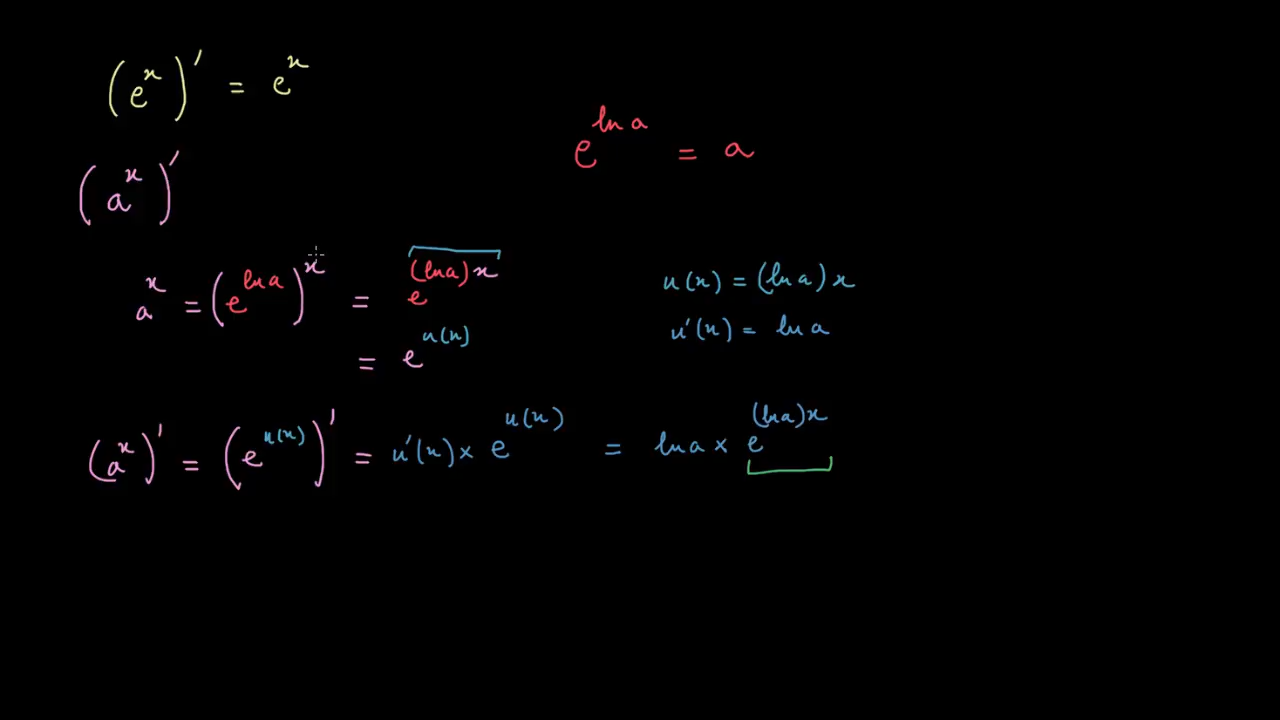 (e^x)' = e^x
e^{ln a} = a
(a^x)'
a^x = (e^{ln a})^x = e^{(ln a)x}
= e^{u(x)}
u(x) = (ln a)x
u'(x) = ln a
(a^x)' = (e^{u(x)})' = u'(x) × e^{u(x)} = ln a × e^{(ln a)x}